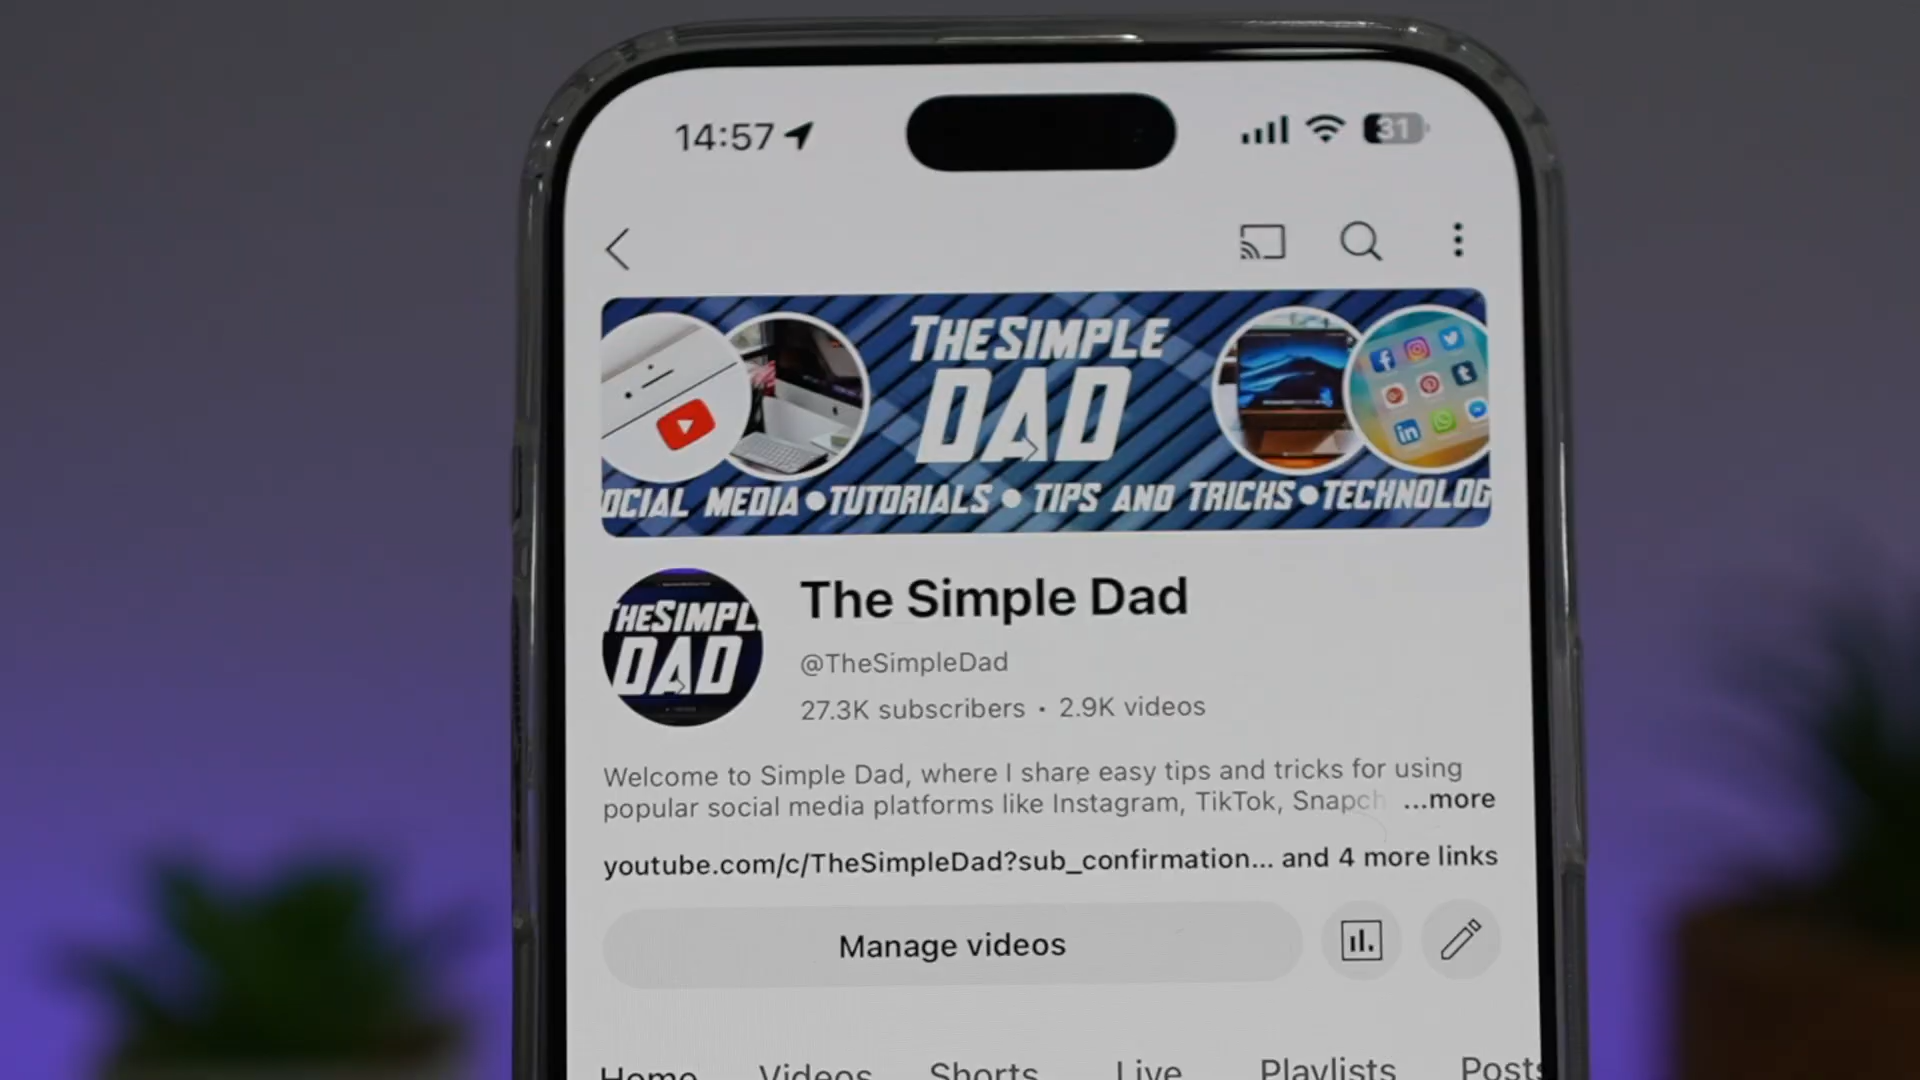 14:57
31
THE SIMPLE
DAD
OCIAL MEDIA•TUTORIALS • TIPS AND TRICKS•TECHNOLOG
THESIMPL
DAD
The Simple Dad
@TheSimpleDad
27.3K subscribers • 2.9K videos
Welcome to Simple Dad, where I share easy tips and tricks for using
popular social media platforms like Instagram, TikTok, Snapch ...more
youtube.com/c/TheSimpleDad?sub_confirmation... and 4 more links
Manage videos
Home Videos Shorts Live Playlists Posts